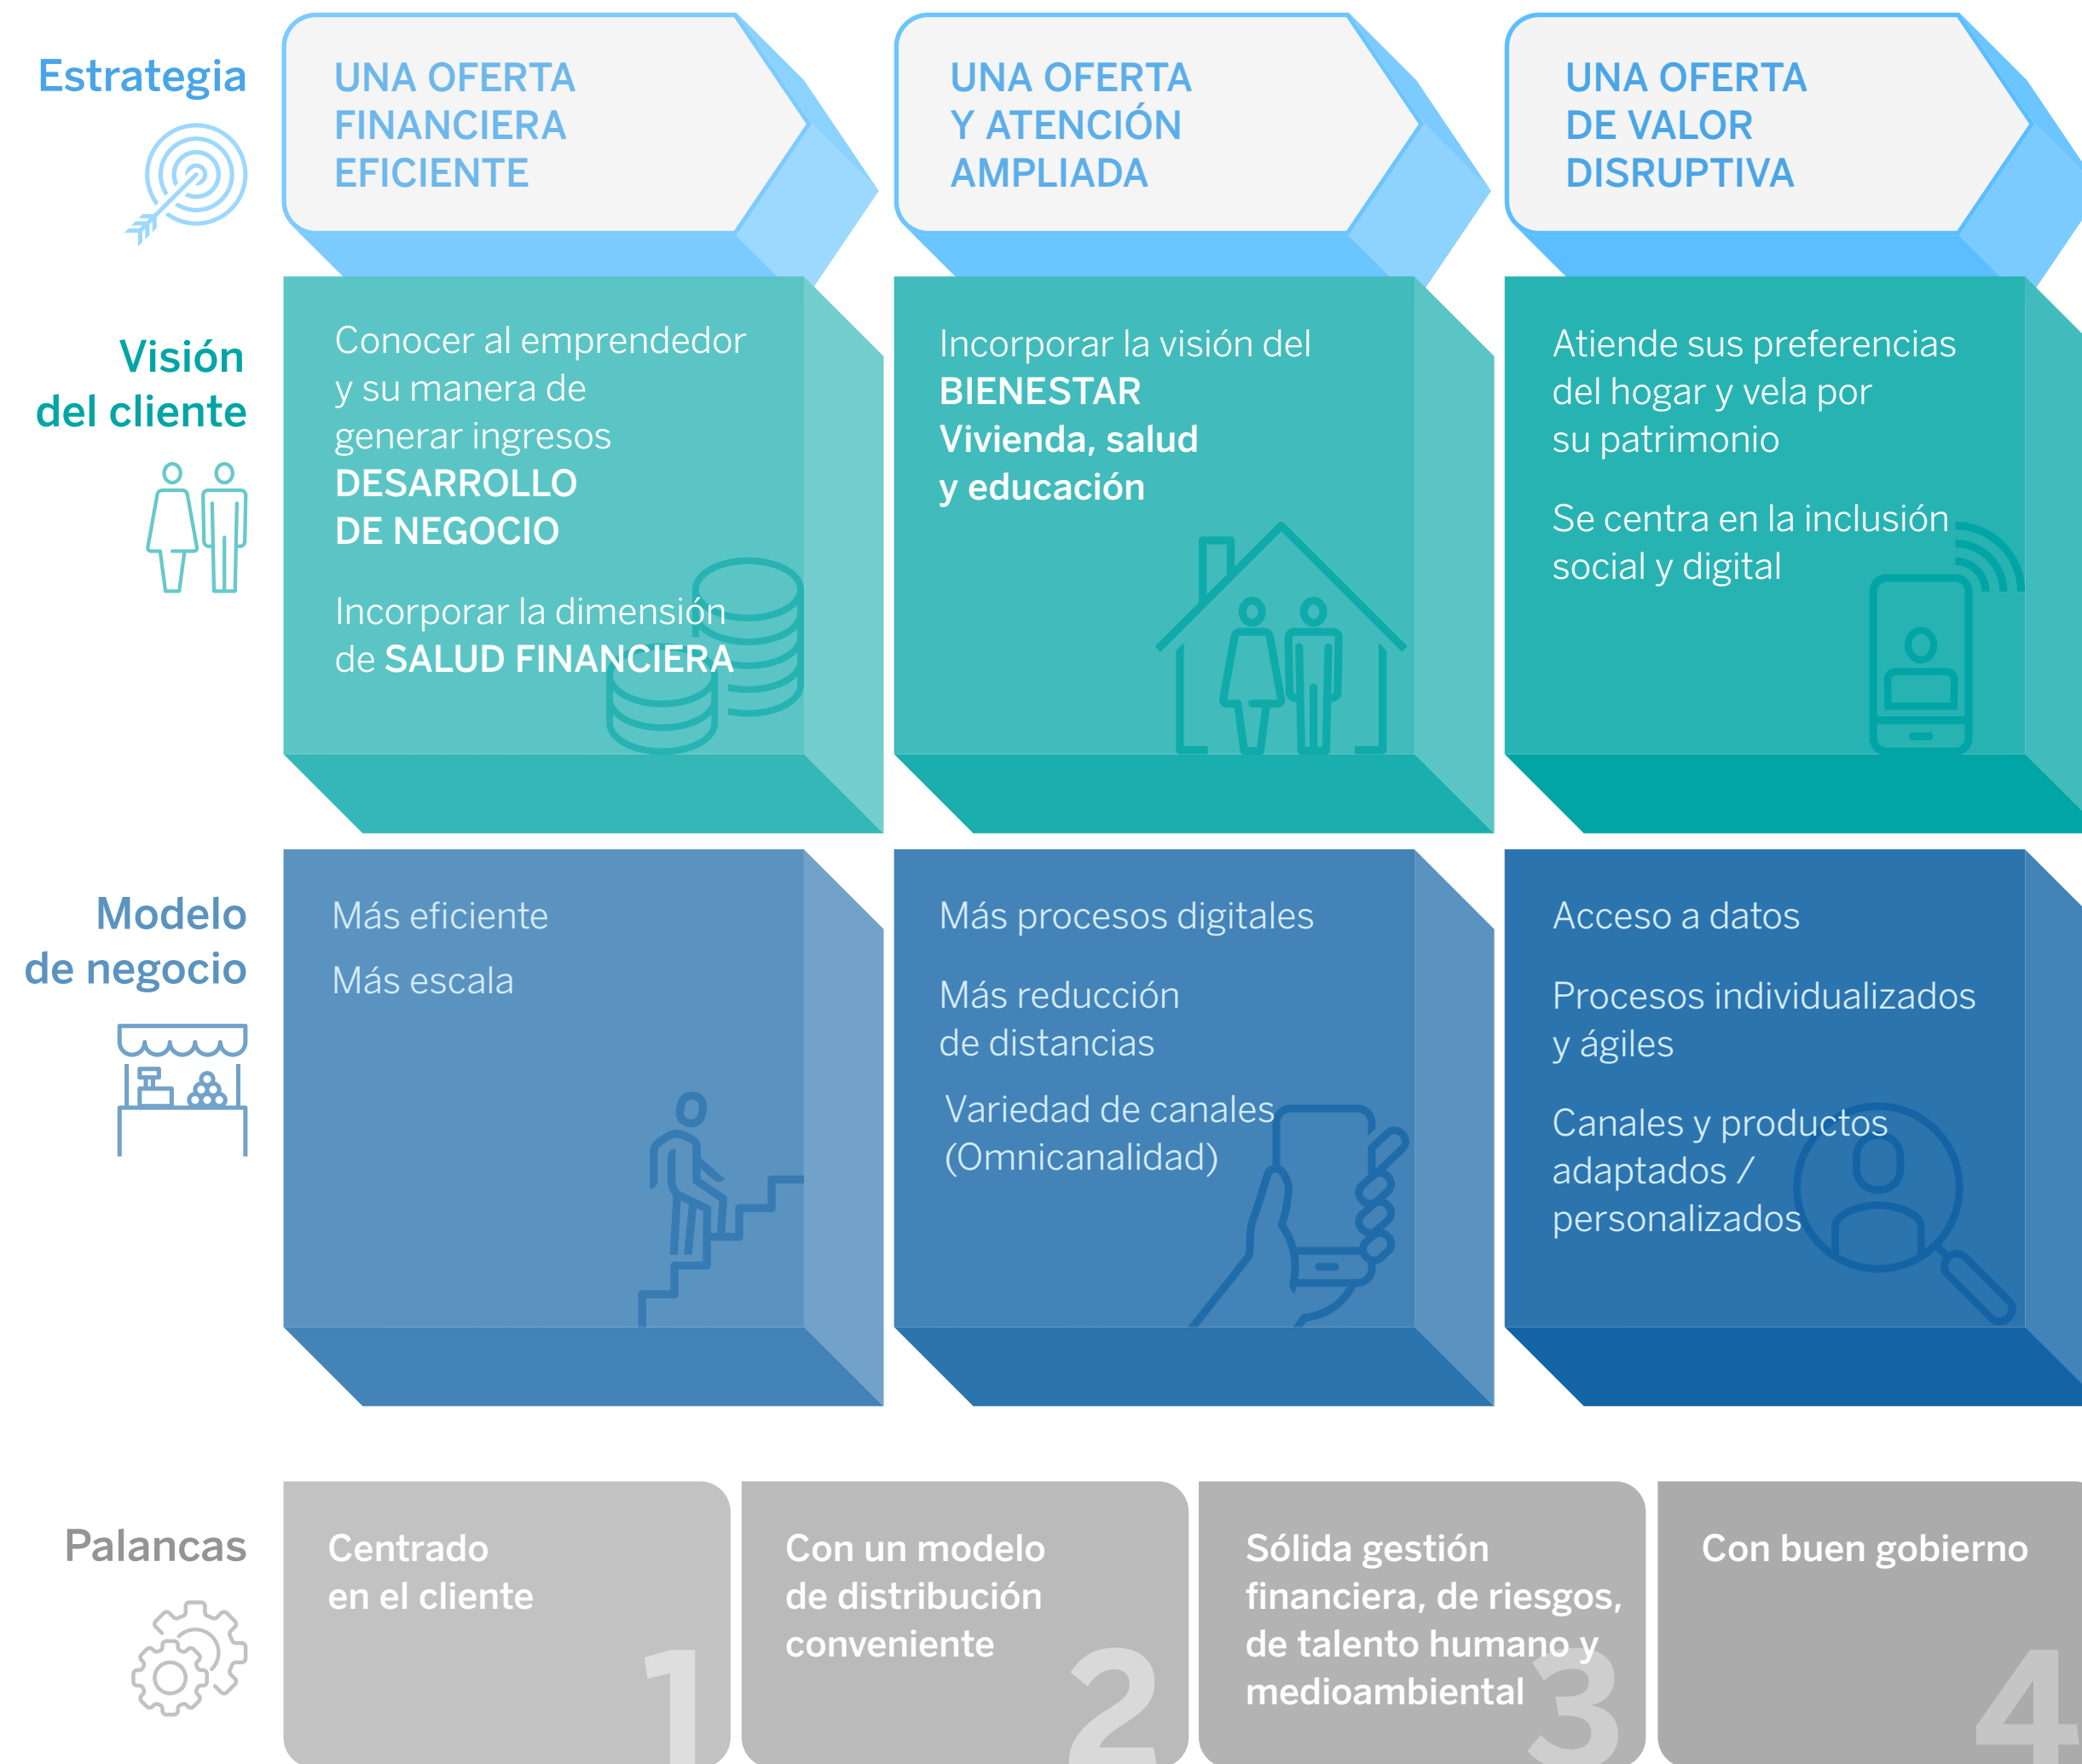 Estrategia
UNA OFERTA
FINANCIERA
EFICIENTE
UNA OFERTA
Y ATENCIÓN
AMPLIADA
UNA OFERTA
DE VALOR
DISRUPTIVA
Visión
del cliente
Conocer al emprendedor
y su manera de
generar ingresos
DESARROLLO
DE NEGOCIO
Incorporar la dimensión
de SALUD FINANCIERA
Incorporar la visión del
BIENESTAR
Vivienda, salud
y educación
Atiende sus preferencias
del hogar y vela por
su patrimonio
Se centra en la inclusión
social y digital
Modelo
de negocio
Más eficiente
Más escala
Más procesos digitales
Más reducción
de distancias
Variedad de canales
(Omnicanalidad)
Acceso a datos
Procesos individualizados
y ágiles
Canales y productos
adaptados /
personalizados
Palancas
Centrado
en el cliente
1
Con un modelo
de distribución
conveniente
2
Sólida gestión
financiera, de riesgos,
de talento humano y
medioambiental
3
Con buen gobierno
4